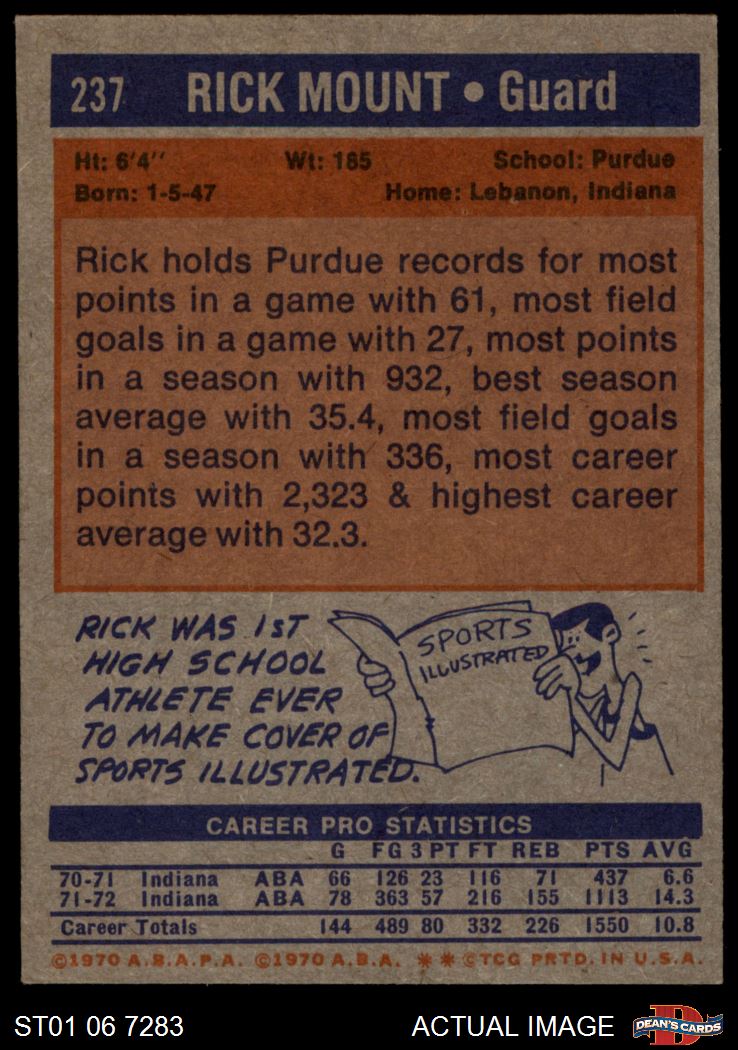 237 RICK MOUNT • Guard
Ht: 6'4'' Wt: 185 School: Purdue
Born: 1-5-47 Home: Lebanon, Indiana
Rick holds Purdue records for most
points in a game with 61, most field
goals in a game with 27, most points
in a season with 932, best season
average with 35.4, most field goals
in a season with 336, most career
points with 2,323 & highest career
average with 32.3.
RICK WAS 1ST
HIGH SCHOOL
ATHLETE EVER
TO MAKE COVER OF
SPORTS ILLUSTRATED.
SPORTS
ILLUSTRATED
CAREER PRO STATISTICS
G FG 3 PT FT REB PTS AVG
70-71 Indiana ABA 66 126 23 116 71 437 6.6
71-72 Indiana ABA 78 363 57 216 155 1113 14.3
Career Totals 144 489 80 332 226 1550 10.8
©1970 A.B.A.P.A. ©1970 A.B.A. ** ©TCG PRTD. IN U.S.A.
ST01 06 7283 ACTUAL IMAGE D DEAN'S CARDS